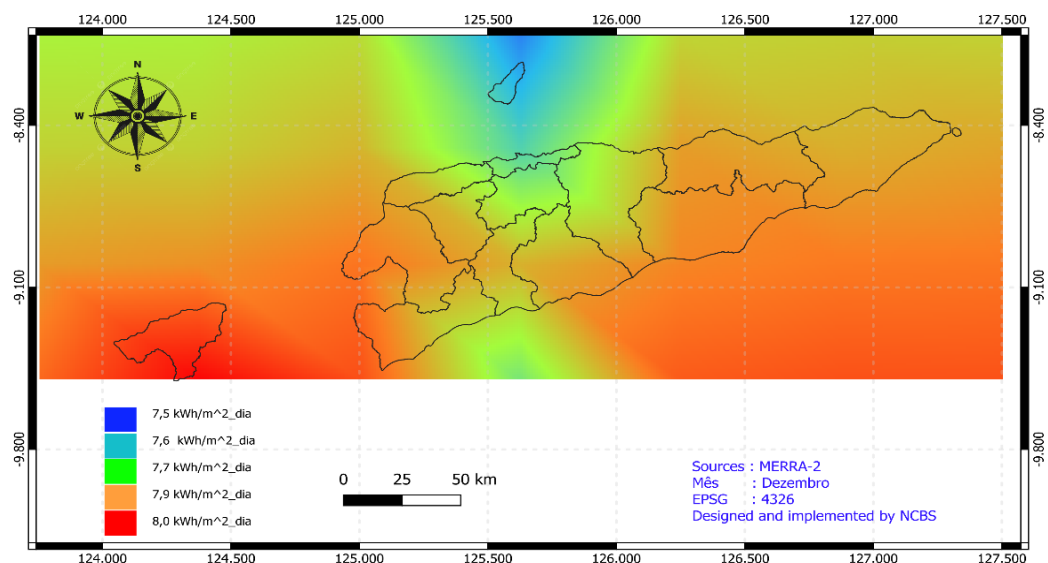 124.000 124.500 125.000 125.500 126.000 126.500 127.000 127.500
N
W E
S
-8.400 -8.400
-9.100 -9.100
-9.800 -9.800
7,5 kWh/m^2_dia
7,6 kWh/m^2_dia
7,7 kWh/m^2_dia
7,9 kWh/m^2_dia
8,0 kWh/m^2_dia
0 25 50 km
Sources : MERRA-2
Mês : Dezembro
EPSG : 4326
Designed and implemented by NCBS
124.000 124.500 125.000 125.500 126.000 126.500 127.000 127.500